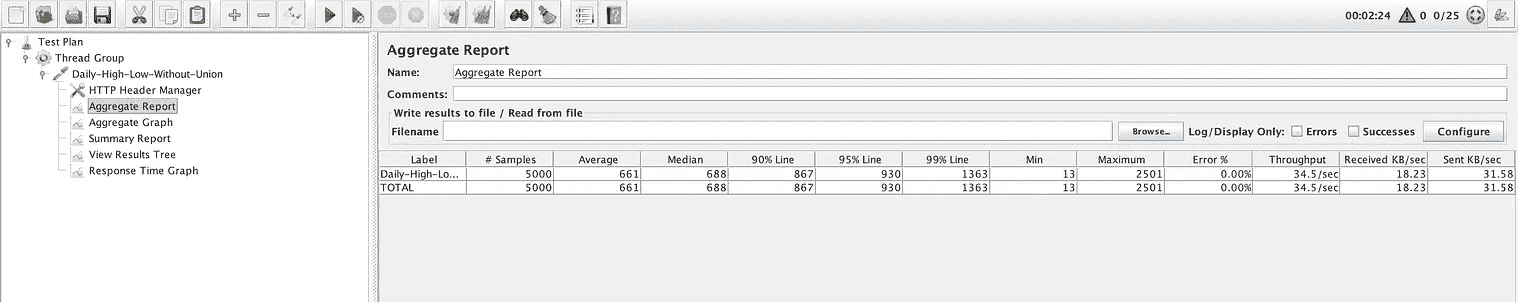 00:02:24 0 0/25
Test Plan
Thread Group
Daily-High-Low-Without-Union
HTTP Header Manager
Aggregate Report
Aggregate Graph
Summary Report
View Results Tree
Response Time Graph
Aggregate Report
Name: Aggregate Report
Comments:
Write results to file / Read from file
Filename Browse... Log/Display Only: Errors Successes Configure
Label # Samples Average Median 90% Line 95% Line 99% Line Min Maximum Error % Throughput Received KB/sec Sent KB/sec
Daily-High-Lo... 5000 661 688 867 930 1363 13 2501 0.00% 34.5/sec 18.23 31.58
TOTAL 5000 661 688 867 930 1363 13 2501 0.00% 34.5/sec 18.23 31.58